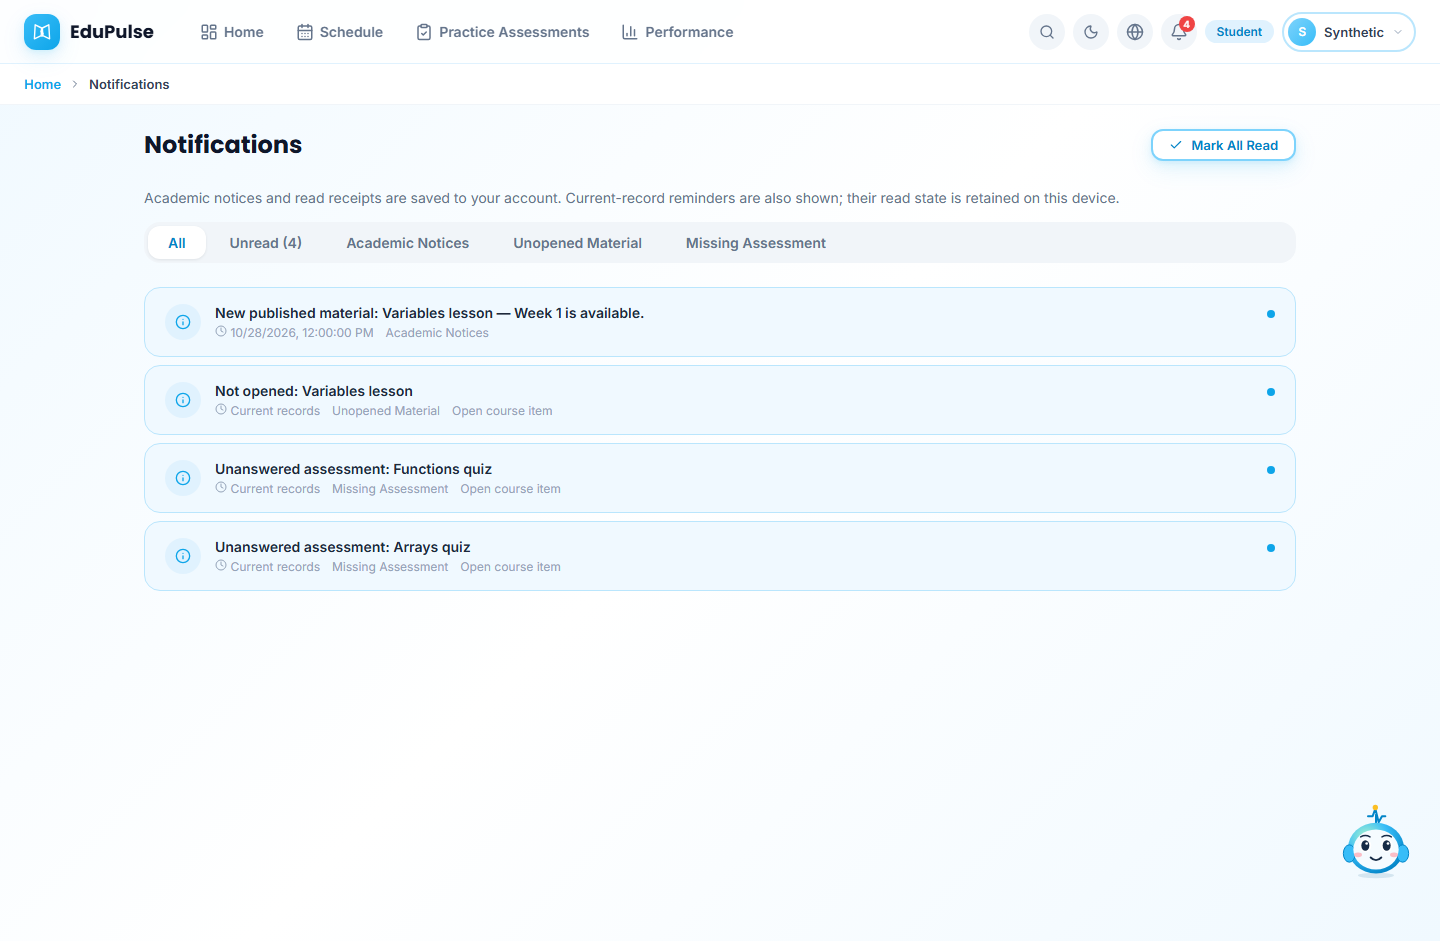 EduPulse
Home
Schedule
Practice Assessments
Performance
4
Student
S
Synthetic
Home > Notifications
Notifications
Mark All Read
Academic notices and read receipts are saved to your account. Current-record reminders are also shown; their read state is retained on this device.
All
Unread (4)
Academic Notices
Unopened Material
Missing Assessment
New published material: Variables lesson — Week 1 is available.
10/28/2026, 12:00:00 PM Academic Notices
Not opened: Variables lesson
Current records Unopened Material Open course item
Unanswered assessment: Functions quiz
Current records Missing Assessment Open course item
Unanswered assessment: Arrays quiz
Current records Missing Assessment Open course item